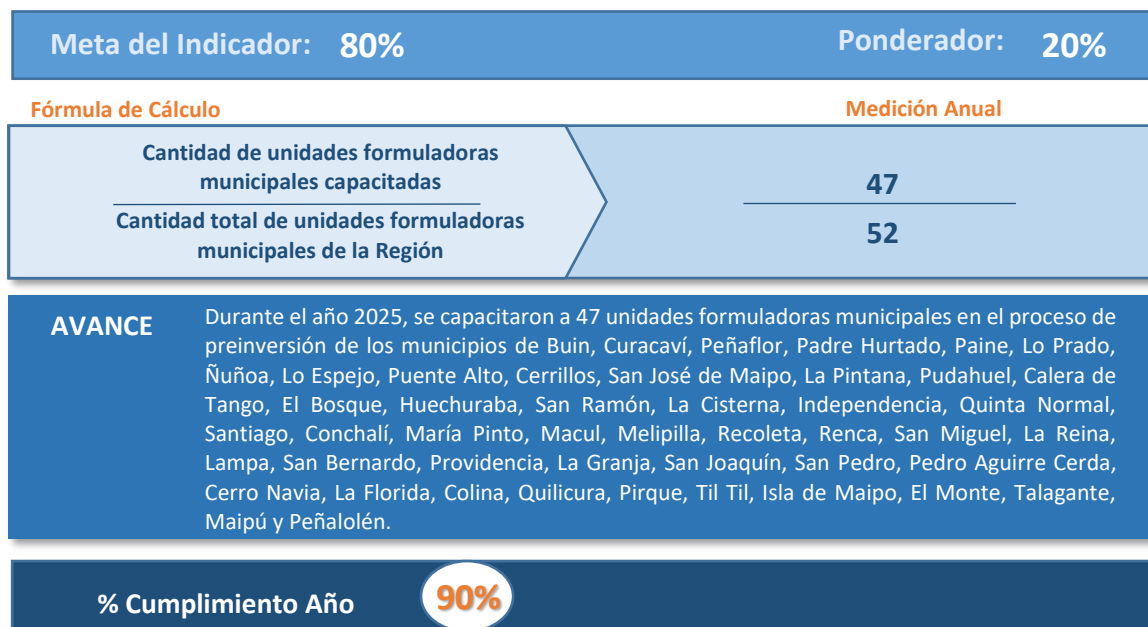 Meta del Indicador: 80% Ponderador: 20%
Fórmula de Cálculo Medición Anual
Cantidad de unidades formuladoras
municipales capacitadas
Cantidad total de unidades formuladoras
municipales de la Región
47
52
AVANCE
Durante el año 2025, se capacitaron a 47 unidades formuladoras municipales en el proceso de
preinversión de los municipios de Buin, Curacaví, Peñaflor, Padre Hurtado, Paine, Lo Prado,
Ñuñoa, Lo Espejo, Puente Alto, Cerrillos, San José de Maipo, La Pintana, Pudahuel, Calera de
Tango, El Bosque, Huechuraba, San Ramón, La Cisterna, Independencia, Quinta Normal,
Santiago, Conchalí, María Pinto, Macul, Melipilla, Recoleta, Renca, San Miguel, La Reina,
Lampa, San Bernardo, Providencia, La Granja, San Joaquín, San Pedro, Pedro Aguirre Cerda,
Cerro Navia, La Florida, Colina, Quilicura, Pirque, Til Til, Isla de Maipo, El Monte, Talagante,
Maipú y Peñalolén.
% Cumplimiento Año 90%